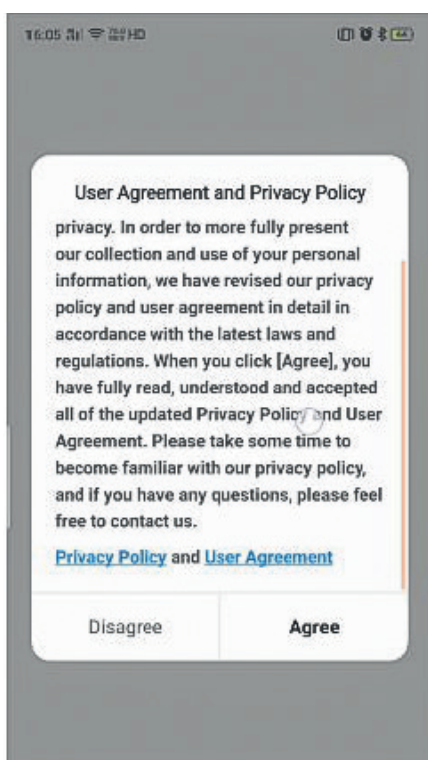 16:05 HD 44
User Agreement and Privacy Policy
privacy. In order to more fully present
our collection and use of your personal
information, we have revised our privacy
policy and user agreement in detail in
accordance with the latest laws and
regulations. When you click [Agree], you
have fully read, understood and accepted
all of the updated Privacy Policy and User
Agreement. Please take some time to
become familiar with our privacy policy,
and if you have any questions, please feel
free to contact us.
Privacy Policy and User Agreement
Disagree Agree